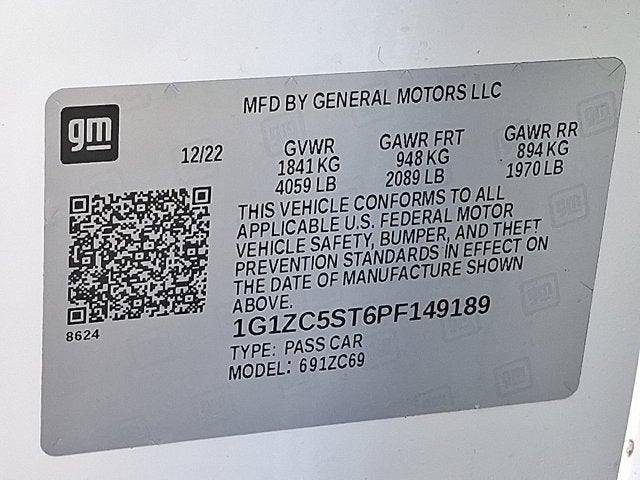 MFD BY GENERAL MOTORS LLC
gm
12/22
GVWR
1841 KG
4059 LB
GAWR FRT
948 KG
2089 LB
GAWR RR
894 KG
1970 LB
THIS VEHICLE CONFORMS TO ALL
APPLICABLE U.S. FEDERAL MOTOR
VEHICLE SAFETY, BUMPER, AND THEFT
PREVENTION STANDARDS IN EFFECT ON
THE DATE OF MANUFACTURE SHOWN
ABOVE.
8624
1G1ZC5ST6PF149189
TYPE: PASS CAR
MODEL: 691ZC69